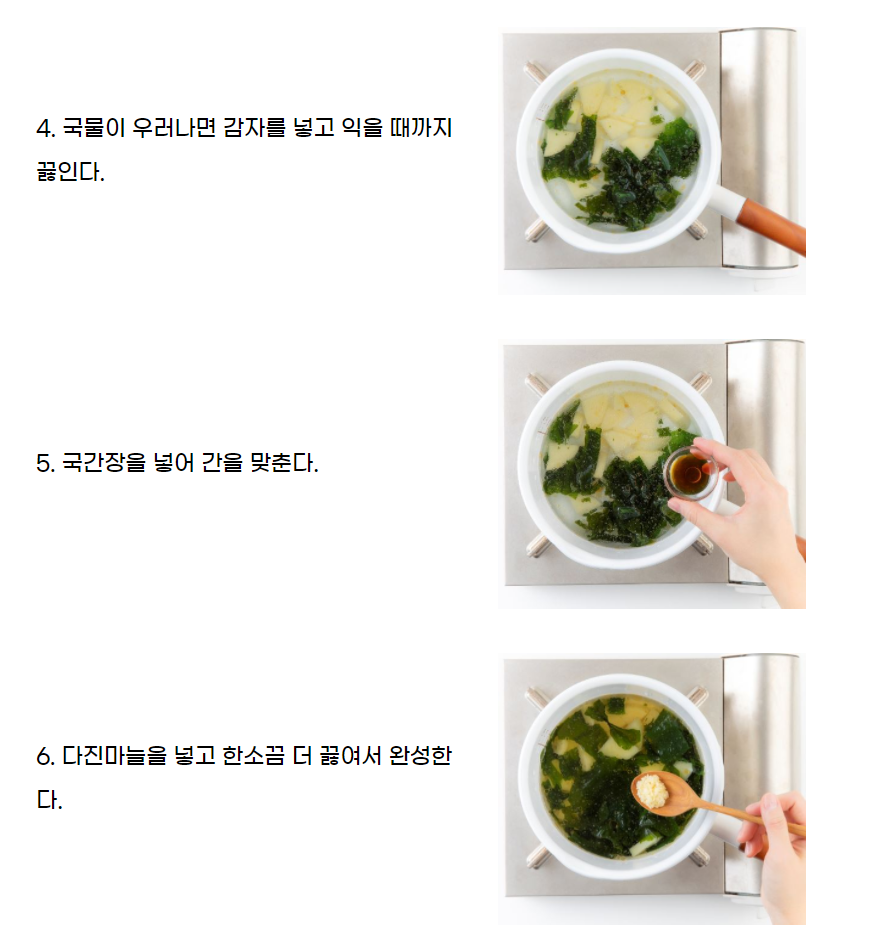 4. 국물이 우러나면 감자를 넣고 익을 때까지
끓인다.
5. 국간장을 넣어 간을 맞춘다.
6. 다진마늘을 넣고 한소끔 더 끓여서 완성한
다.